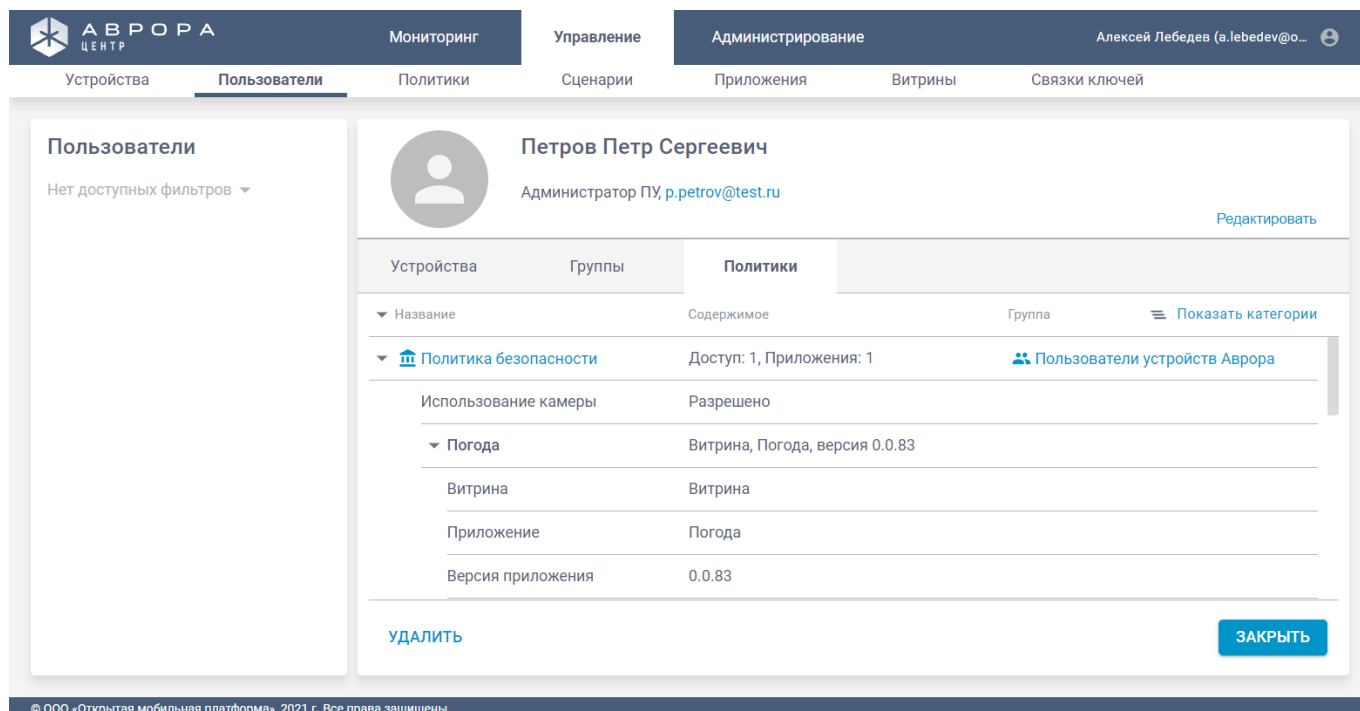 АВРОРА
ЦЕНТР
Мониторинг Управление Администрирование Алексей Лебедев (a.lebedev@o...
Устройства Пользователи Политики Сценарии Приложения Витрины Связки ключей
Пользователи
Нет доступных фильтров
Петров Петр Сергеевич
Администратор ПУ, p.petrov@test.ru
Редактировать
Устройства Группы Политики
Название Содержимое Группа Показать категории
Политика безопасности Доступ: 1, Приложения: 1 Пользователи устройств Аврора
Использование камеры Разрешено
Погода Витрина, Погода, версия 0.0.83
Витрина Витрина
Приложение Погода
Версия приложения 0.0.83
УДАЛИТЬ ЗАКРЫТЬ
© ООО «Открытая мобильная платформа», 2021 г. Все права защищены